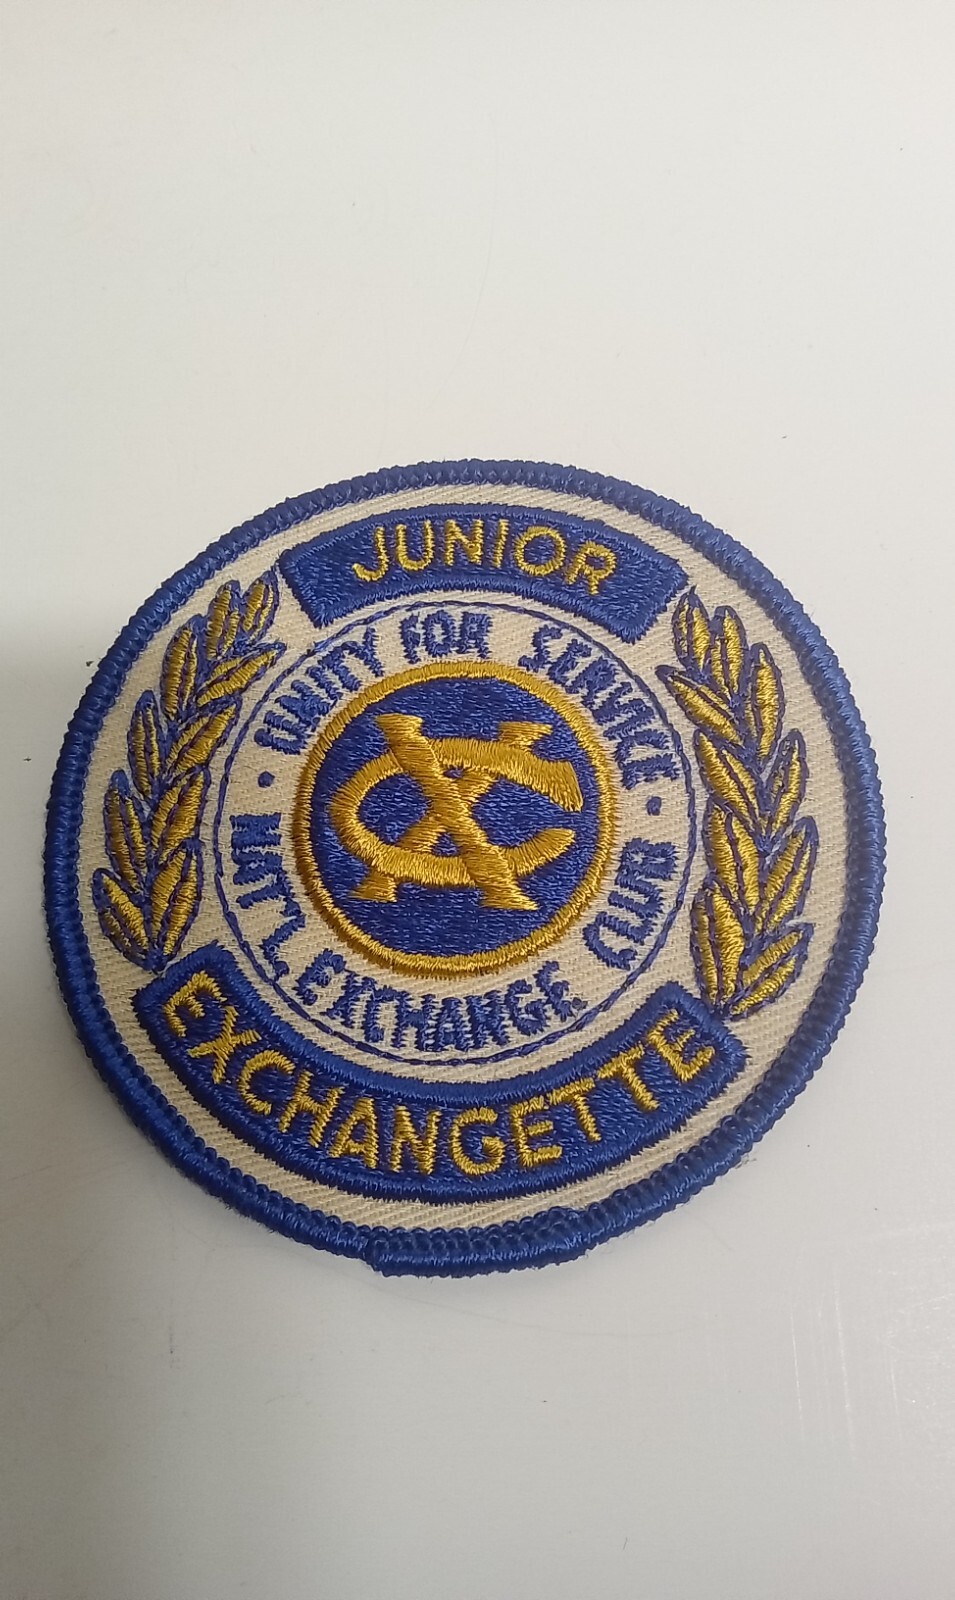 JUNIOR
UNITY FOR SERVICE
XC
NAT'L. EXCHANGE CLUB
EXCHANGETTE